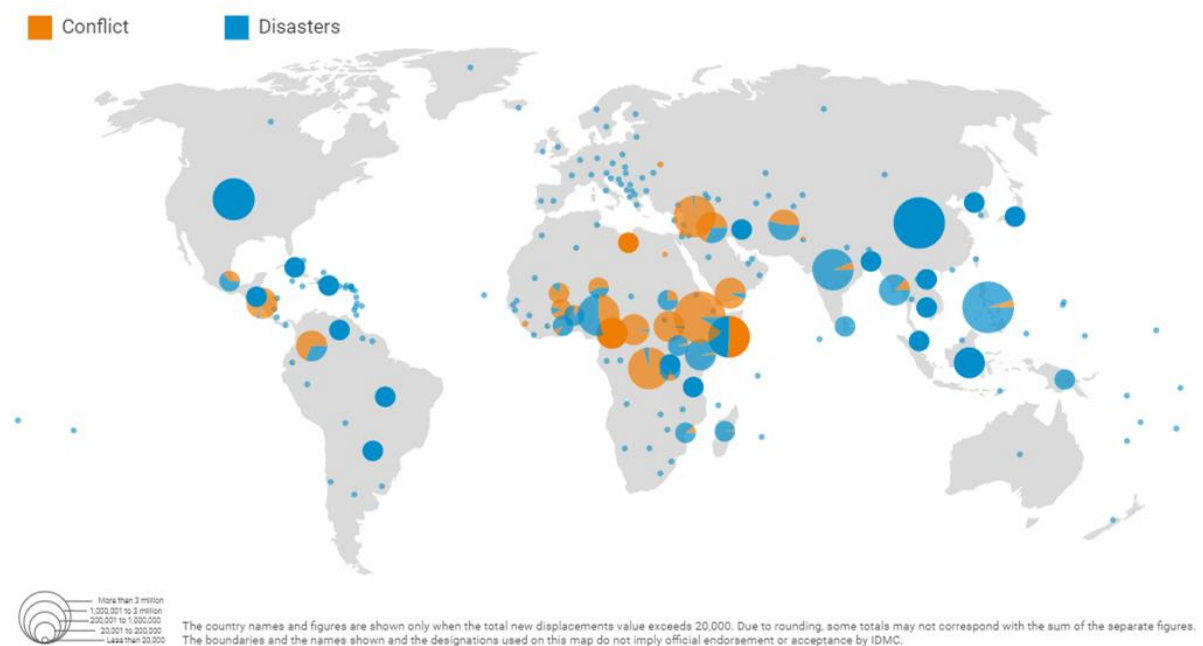 Conflict
Disasters
More than 3 million
1,000,001 to 3 million
200,001 to 1,000,000
20,001 to 200,000
Less than 20,000
The country names and figures are shown only when the total new displacements value exceeds 20,000. Due to rounding, some totals may not correspond with the sum of the separate figures.
The boundaries and the names shown and the designations used on this map do not imply official endorsement or acceptance by IDMC.